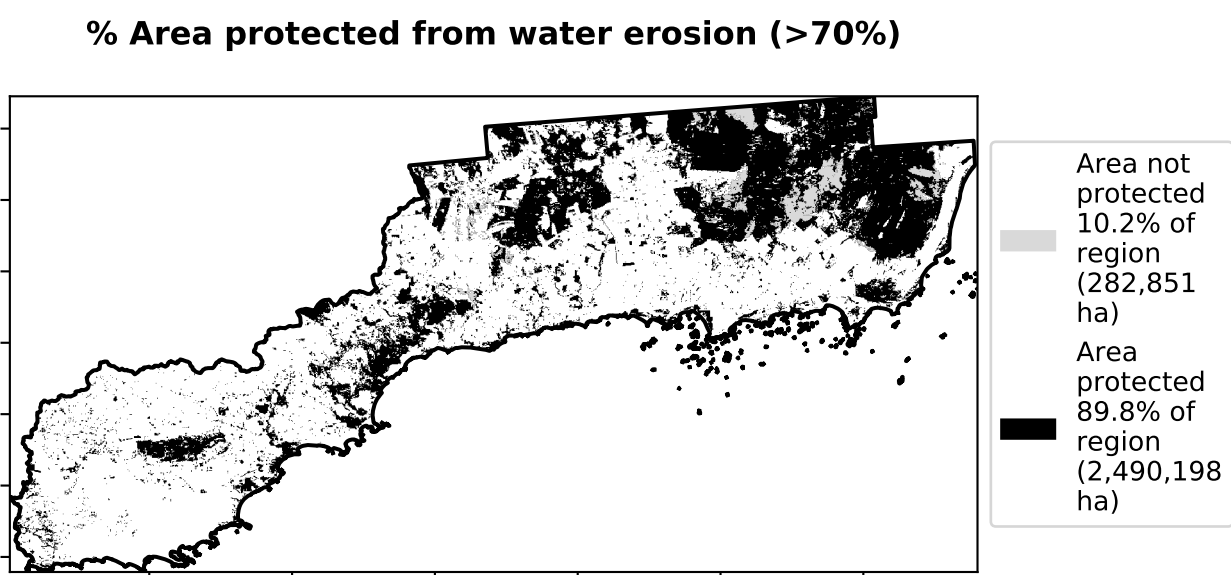 % Area protected from water erosion (>70%)
Area not
protected
10.2% of
region
(282,851
ha)
Area
protected
89.8% of
region
(2,490,198
ha)